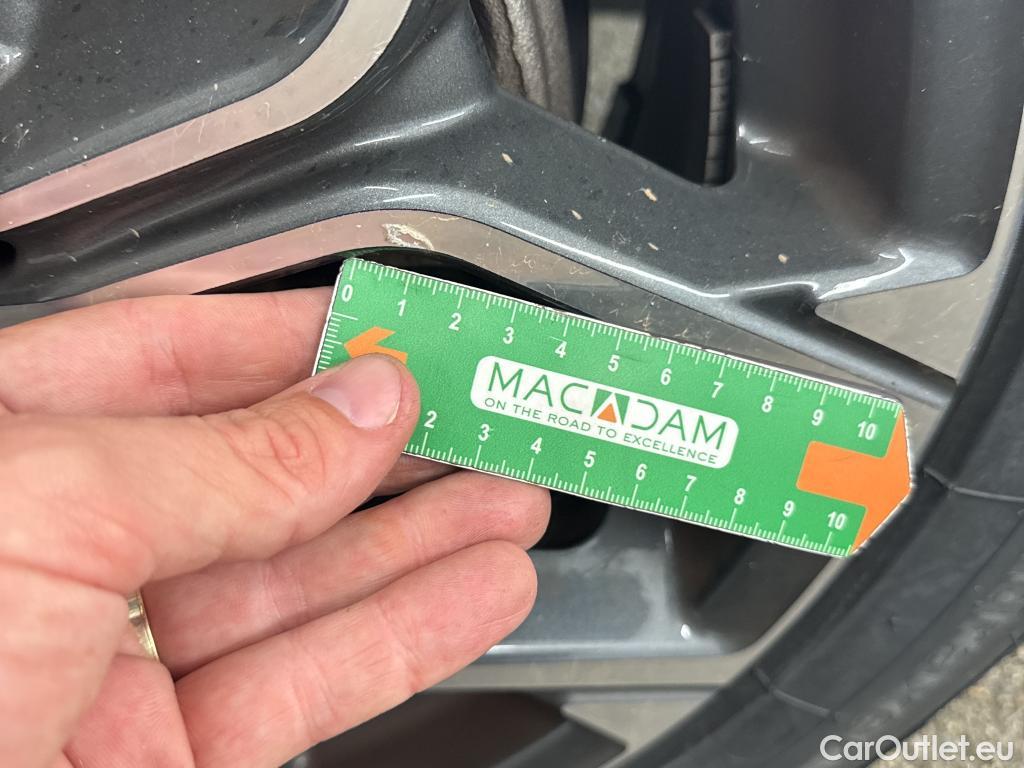 0 1 2 3 4 5 6 7 8 9 10
MACADAM
ON THE ROAD TO EXCELLENCE
2 3 4 5 6 7 8 9 10
CarOutlet.eu